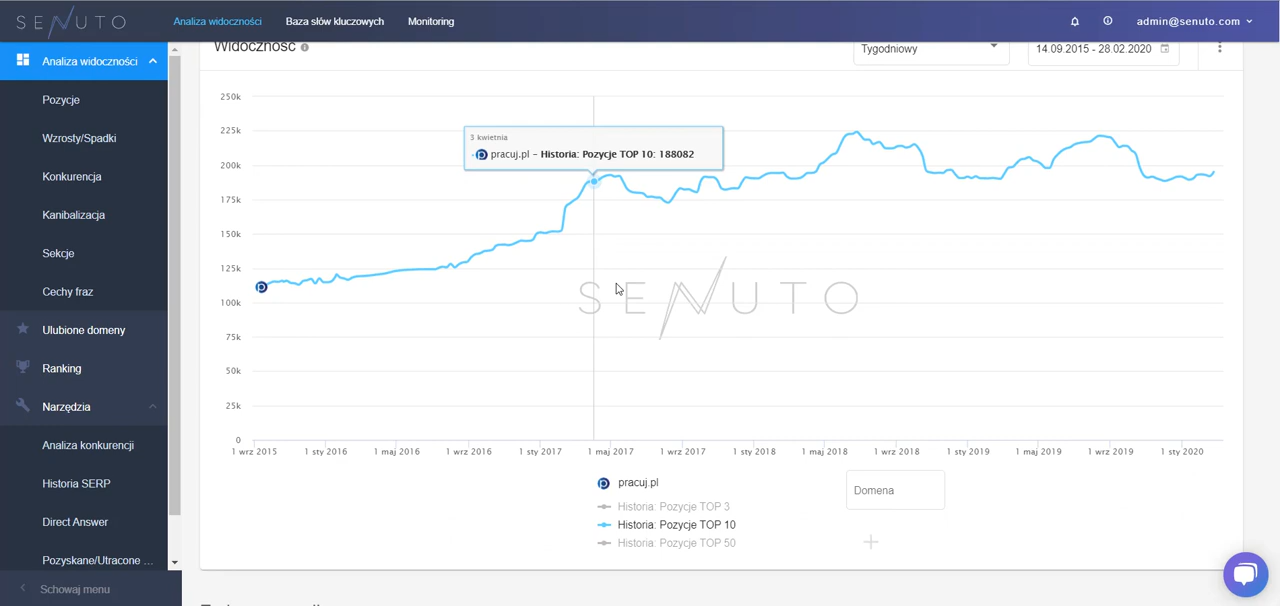 SENUTO
Analiza widoczności
Baza słów kluczowych
Monitoring
admin@senuto.com
Analiza widoczności
Pozycje
Wzrosty/Spadki
Konkurencja
Kanibalizacja
Sekcje
Cechy fraz
Ulubione domeny
Ranking
Narzędzia
Analiza konkurencji
Historia SERP
Direct Answer
Pozyskane/Utracone ...
Schowaj menu
Widoczność
Tygodniowy
14.09.2015 - 28.02.2020
250k
225k
200k
175k
150k
125k
100k
75k
50k
25k
0
3 kwietnia
pracuj.pl – Historia: Pozycje TOP 10: 188082
SENUTO
1 wrz 2015
1 sty 2016
1 maj 2016
1 wrz 2016
1 sty 2017
1 maj 2017
1 wrz 2017
1 sty 2018
1 maj 2018
1 wrz 2018
1 sty 2019
1 maj 2019
1 wrz 2019
1 sty 2020
pracuj.pl
Historia: Pozycje TOP 3
Historia: Pozycje TOP 10
Historia: Pozycje TOP 50
Domena